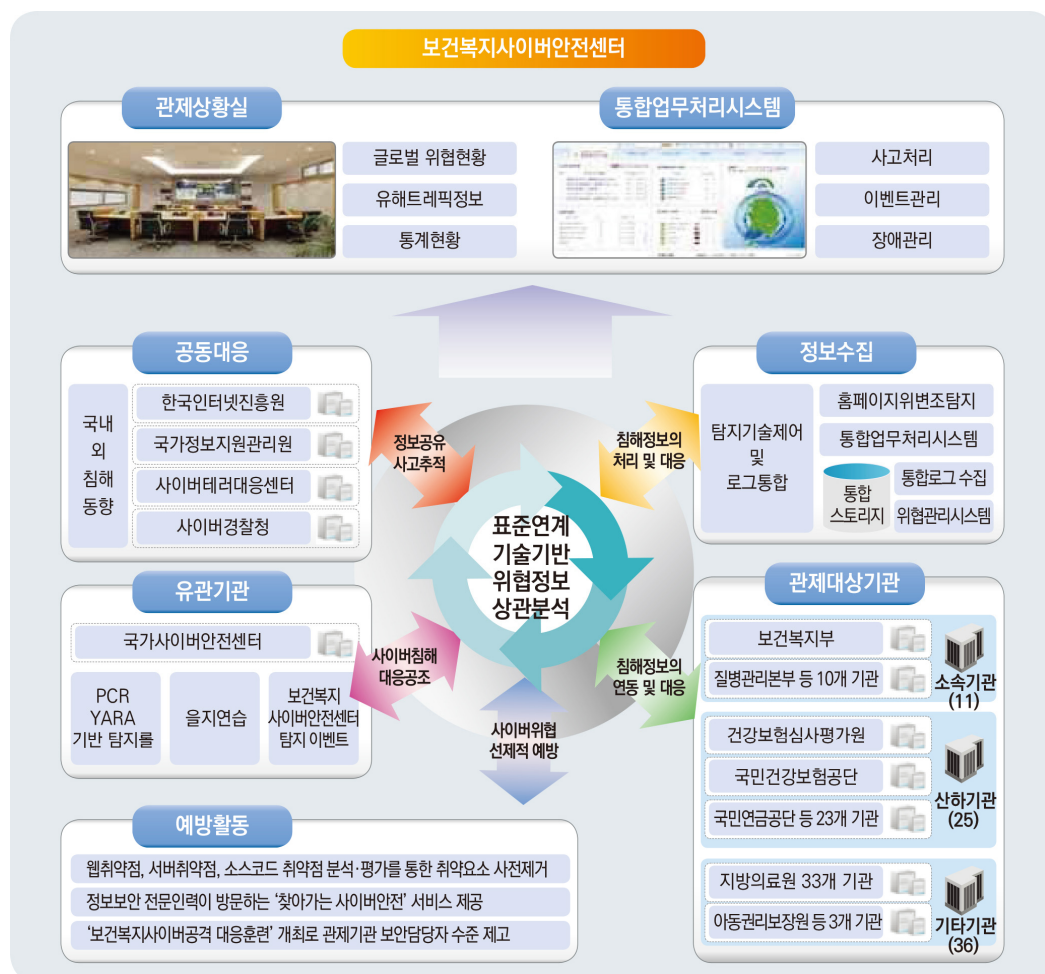 보건복지사이버안전센터
관제상황실
글로벌 위협현황
유해트레픽정보
통계현황
통합업무처리시스템
사고처리
이벤트관리
장애관리
공동대응
국내
외
침해
동향
한국인터넷진흥원
국가정보지원관리원
사이버테러대응센터
사이버경찰청
정보공유
사고추적
침해정보의
처리 및 대응
정보수집
탐지기술제어
및
로그통합
홈페이지위변조탐지
통합업무처리시스템
통합
스토리지
통합로그 수집
위협관리시스템
표준연계
기술기반
위협정보
상관분석
유관기관
국가사이버안전센터
PCR
YARA
기반 탐지룰
을지연습
보건복지
사이버안전센터
탐지 이벤트
사이버침해
대응공조
사이버위협
선제적 예방
침해정보의
연동 및 대응
관제대상기관
보건복지부
질병관리본부 등 10개 기관
소속기관
(11)
건강보험심사평가원
국민건강보험공단
국민연금공단 등 23개 기관
산하기관
(25)
지방의료원 33개 기관
아동권리보장원 등 3개 기관
기타기관
(36)
예방활동
웹취약점, 서버취약점, 소스코드 취약점 분석·평가를 통한 취약요소 사전제거
정보보안 전문인력이 방문하는 ‘찾아가는 사이버안전’ 서비스 제공
‘보건복지사이버공격 대응훈련’ 개최로 관제기관 보안담당자 수준 제고